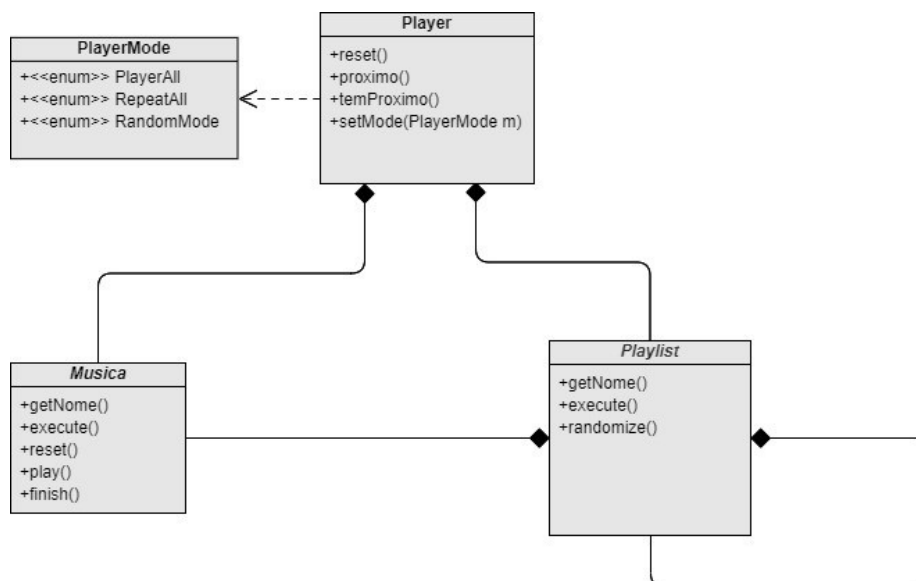 Player
+reset()
+proximo()
+temProximo()
+setMode(PlayerMode m)
PlayerMode
+<<enum>> PlayerAll
+<<enum>> RepeatAll
+<<enum>> RandomMode
Musica
+getNome()
+execute()
+reset()
+play()
+finish()
Playlist
+getNome()
+execute()
+randomize()